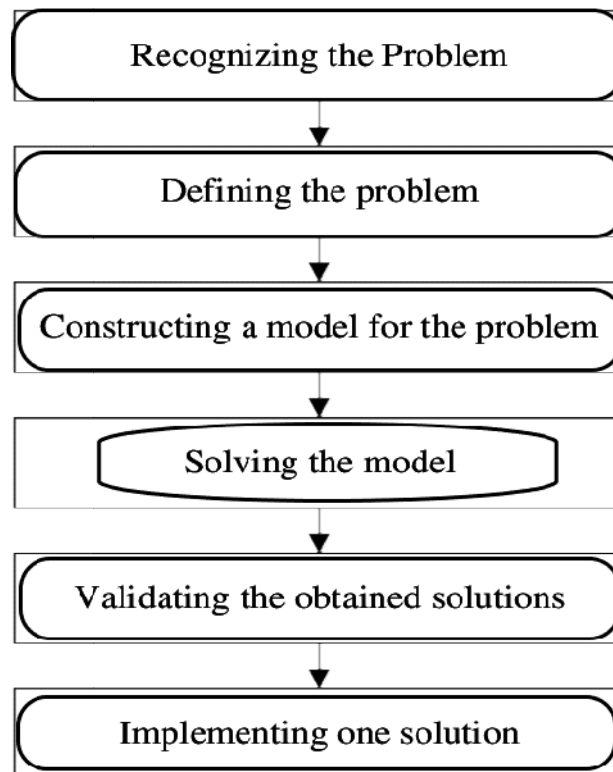 Recognizing the Problem
Defining the problem
Constructing a model for the problem
Solving the model
Validating the obtained solutions
Implementing one solution